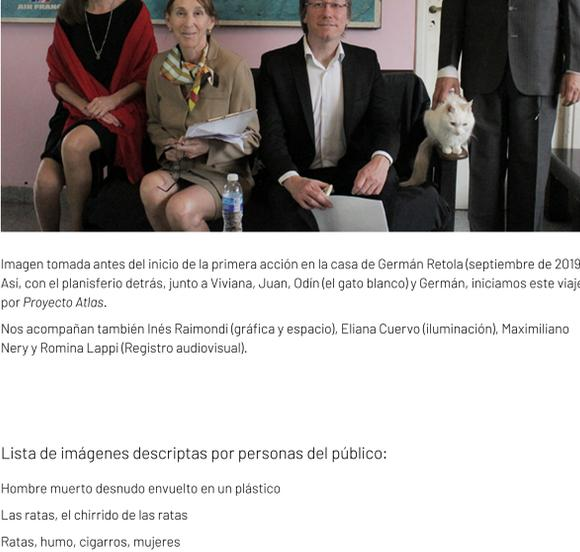 AIR FRANC
Imagen tomada antes del inicio de la primera acción en la casa de Germán Retola (septiembre de 2019
Así, con el planisferio detrás, junto a Viviana, Juan, Odín (el gato blanco) y Germán, iniciamos este viaje
por Proyecto Atlas.
Nos acompañan también Inés Raimondi (gráfica y espacio), Eliana Cuervo (iluminación), Maximiliano
Nery y Romina Lappi (Registro audiovisual).
Lista de imágenes descriptas por personas del público:
Hombre muerto desnudo envuelto en un plástico
Las ratas, el chirrido de las ratas
Ratas, humo, cigarros, mujeres